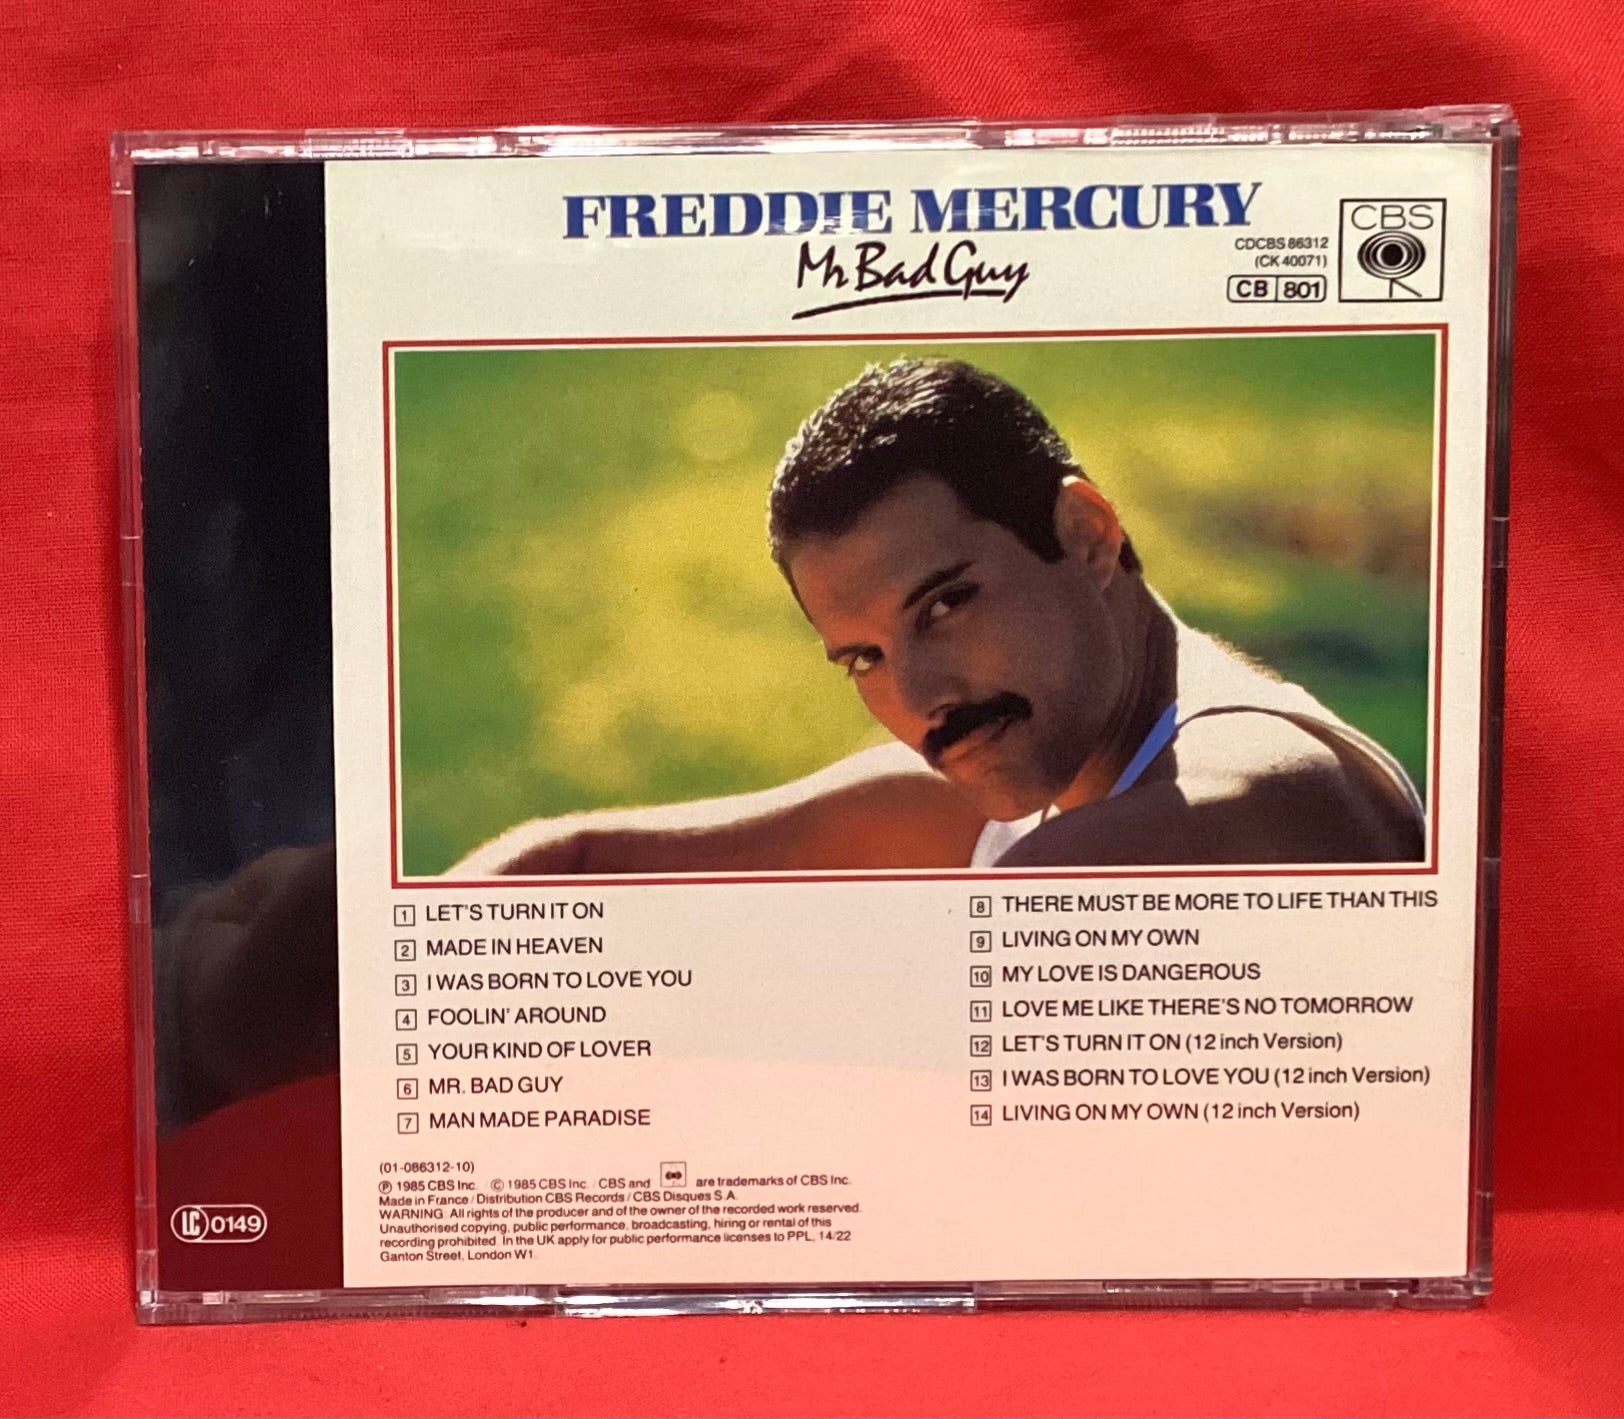 FREDDIE MERCURY
Mr Bad Guy
CDCBS 86312
(CK 40071)
CB 801
CBS
1 LET'S TURN IT ON
2 MADE IN HEAVEN
3 I WAS BORN TO LOVE YOU
4 FOOLIN' AROUND
5 YOUR KIND OF LOVER
6 MR. BAD GUY
7 MAN MADE PARADISE
8 THERE MUST BE MORE TO LIFE THAN THIS
9 LIVING ON MY OWN
10 MY LOVE IS DANGEROUS
11 LOVE ME LIKE THERE'S NO TOMORROW
12 LET'S TURN IT ON (12 inch Version)
13 I WAS BORN TO LOVE YOU (12 inch Version)
14 LIVING ON MY OWN (12 inch Version)
(01-086312-10)
℗ 1985 CBS Inc. / © 1985 CBS Inc. / CBS and are trademarks of CBS Inc.
Made in France / Distribution CBS Records / CBS Disques S.A.
WARNING: All rights of the producer and of the owner of the recorded work reserved.
Unauthorised copying, public performance, broadcasting, hiring or rental of this
recording prohibited. In the UK apply for public performance licenses to PPL, 14/22
Ganton Street, London W1.
LC 0149